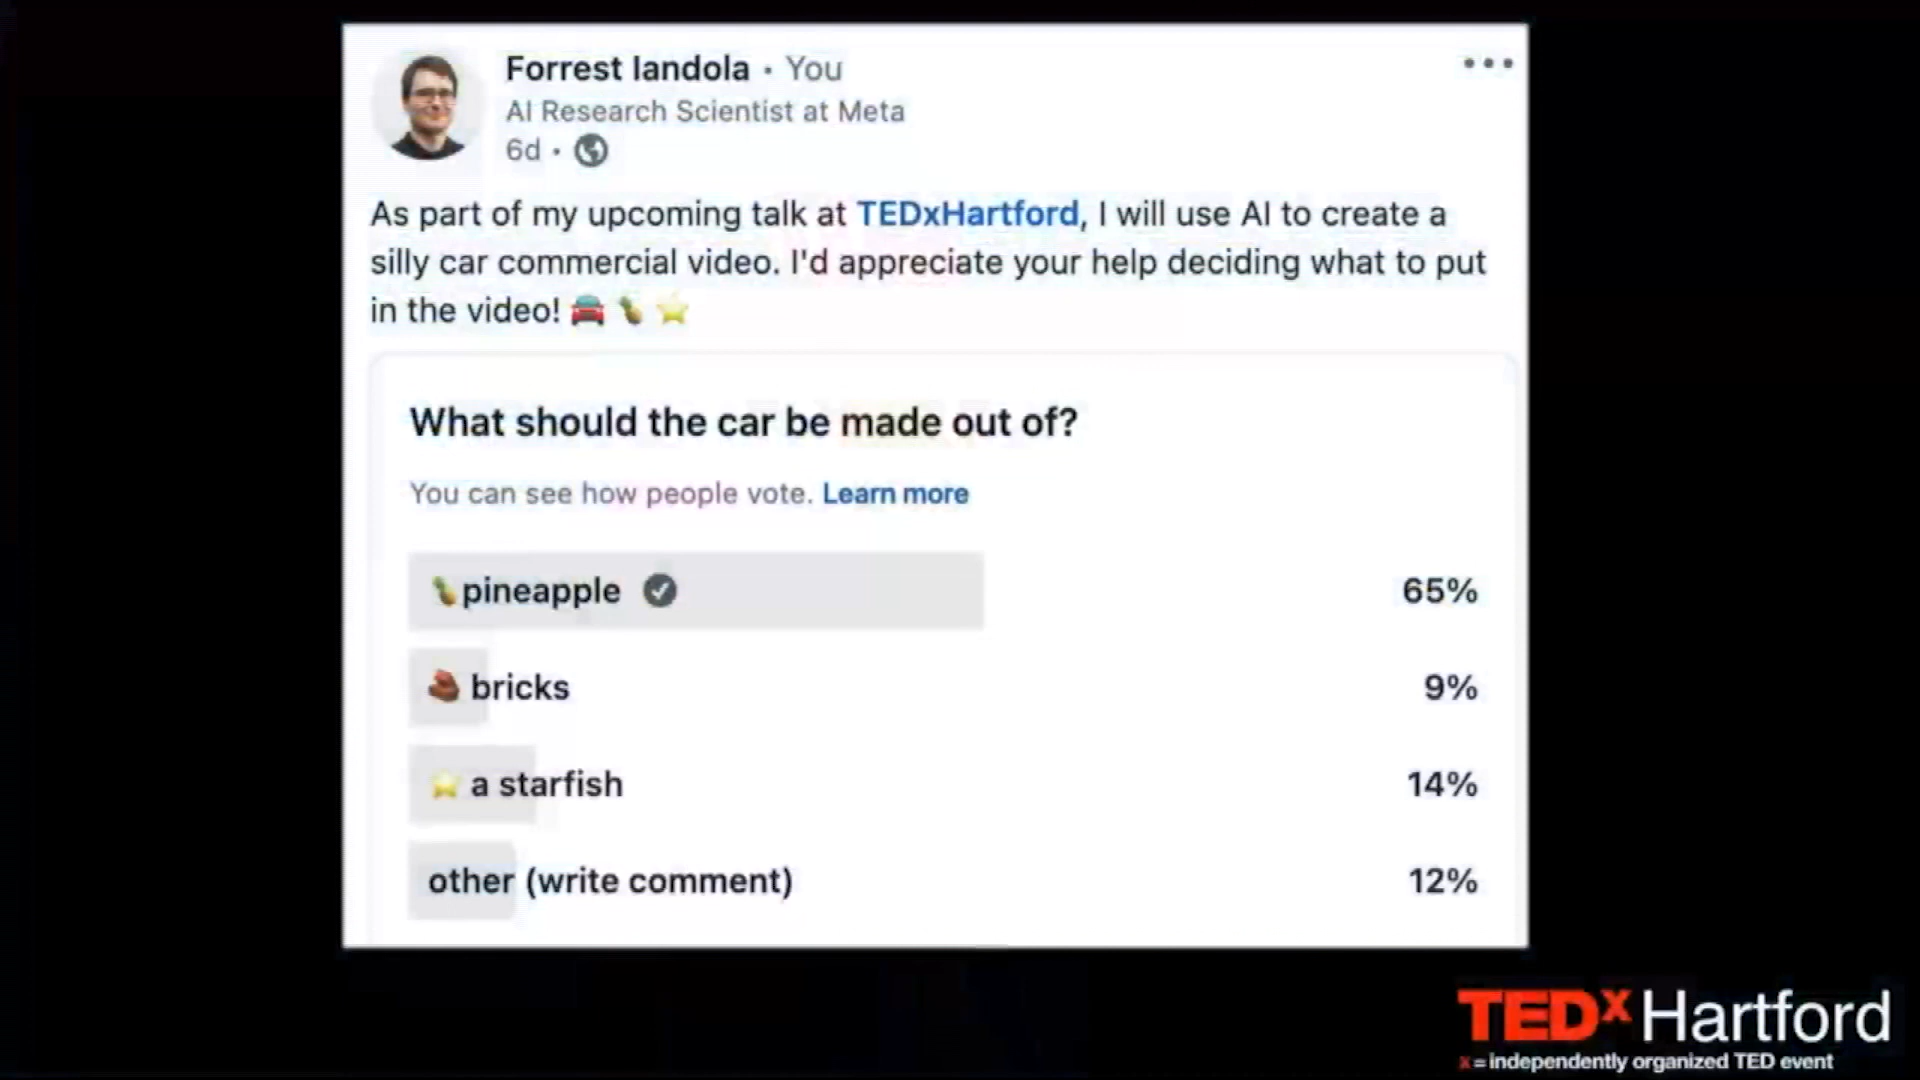 Forrest Iandola • You
AI Research Scientist at Meta
6d •
As part of my upcoming talk at TEDxHartford, I will use AI to create a
silly car commercial video. I'd appreciate your help deciding what to put
in the video! 🚘 🍍 ⭐
What should the car be made out of?
You can see how people vote. Learn more
🍍pineapple 65%
🧱 bricks 9%
⭐ a starfish 14%
other (write comment) 12%
TEDxHartford
x = independently organized TED event